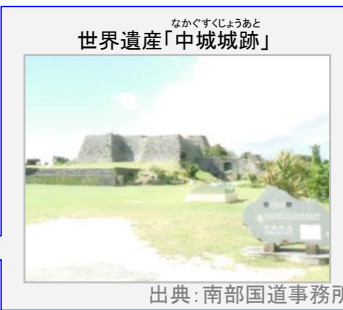 なかぐすくじょうあと
世界遺産「中城城跡」
出典：南部国道事務所